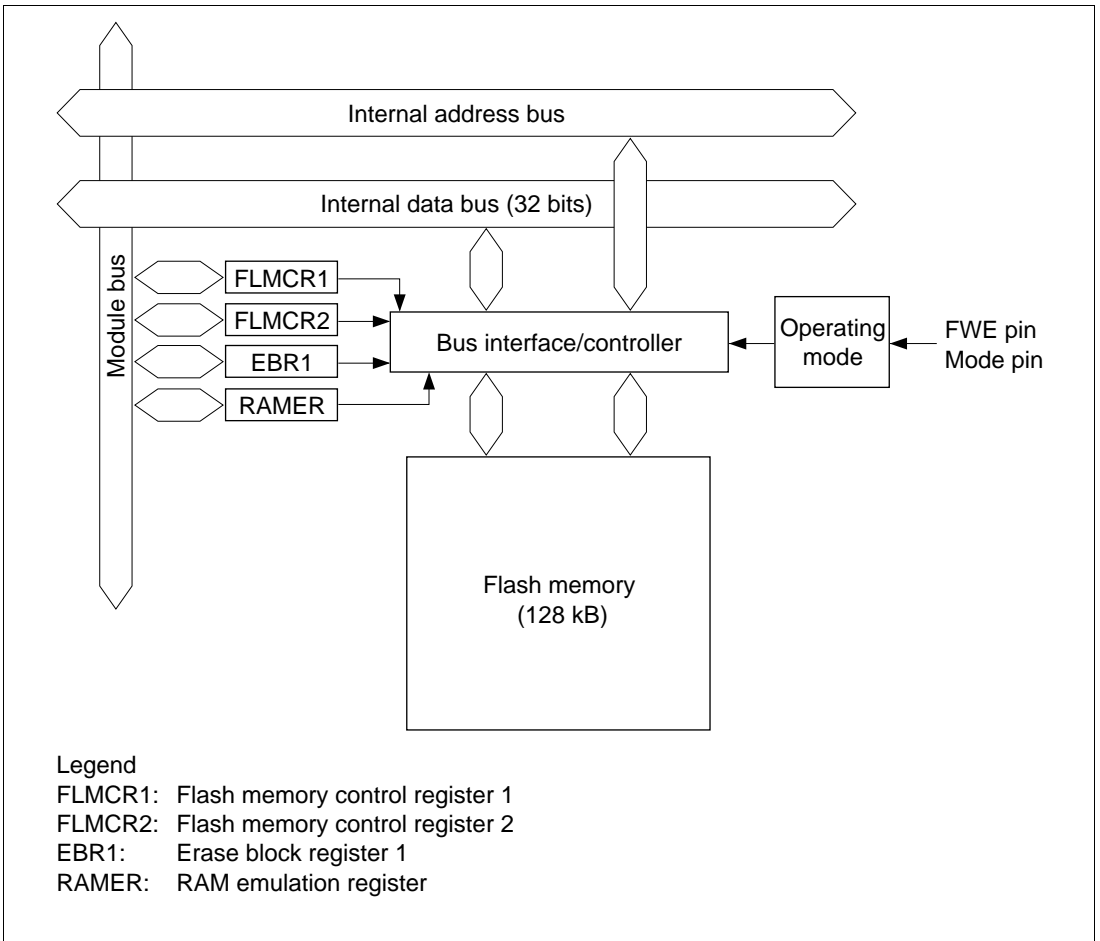 Internal address bus
Internal data bus (32 bits)
Module bus
FLMCR1
FLMCR2
EBR1
RAMER
Bus interface/controller
Operating
mode
FWE pin
Mode pin
Flash memory
(128 kB)
Legend
FLMCR1: Flash memory control register 1
FLMCR2: Flash memory control register 2
EBR1: Erase block register 1
RAMER: RAM emulation register